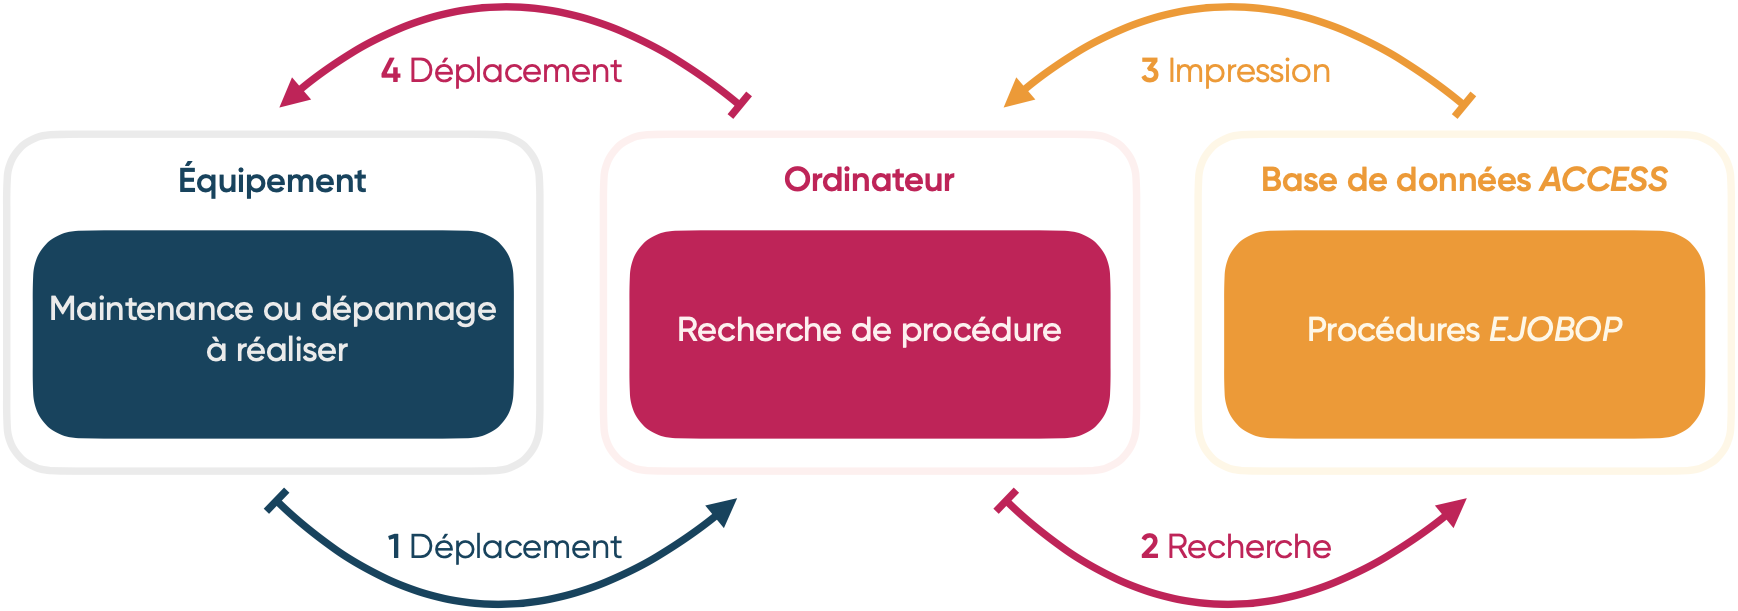 4 Déplacement
3 Impression
Équipement
Ordinateur
Base de données ACCESS
Maintenance ou dépannage
à réaliser
Recherche de procédure
Procédures EJOBOP
1 Déplacement
2 Recherche